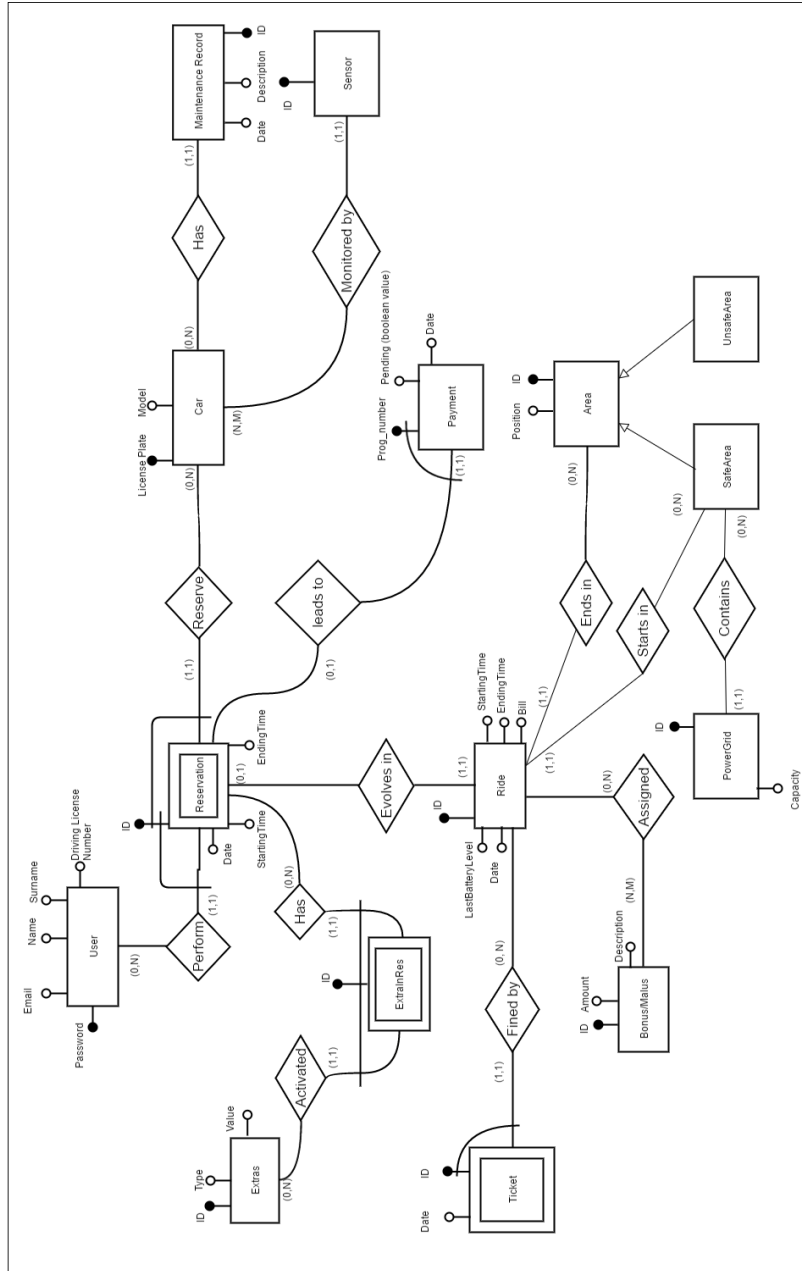 ID
Description
Date
Maintenance Record
(1,1)
Has
(0,N)
Sensor
ID
(1,1)
Monitored by
(N,M)
Model
License Plate
Car
(0,N)
Reserve
(1,1)
Pending (boolean value)
Date
Prog_number
Payment
(1,1)
leads to
(0,1)
ID
Position
Area
(0,N)
UnsafeArea
SafeArea
(0,N)
(0,N)
Ends in
(1,1)
Starts in
(1,1)
Contains
(1,1)
ID
PowerGrid
Capacity
Reservation
ID
Date
StartingTime
EndingTime
(0,1)
Evolves in
(1,1)
StartingTime
EndingTime
Bill
Ride
ID
LastBatteryLevel
Date
(0,N)
Assigned
(N,M)
Description
Amount
ID
Bonus/Malus
Driving License
Number
Surname
Name
Email
Password
User
(0,N)
Perform
(1,1)
(0,N)
Has
(1,1)
ID
ExtraInRes
(1,1)
Activated
(0,N)
Value
Type
ID
Extras
(0, N)
Fined by
(1,1)
ID
Date
Ticket